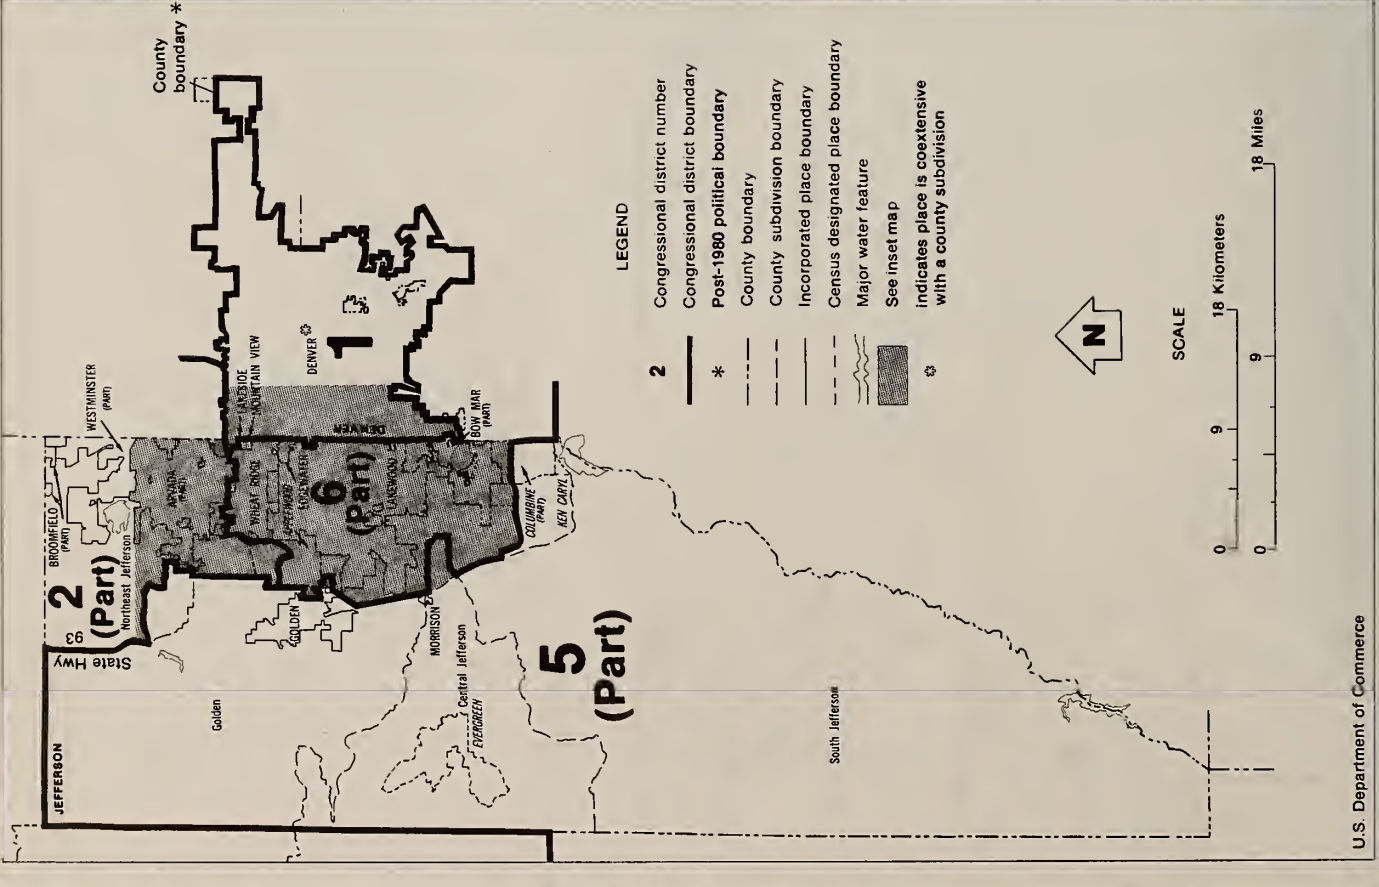 County
boundary *
WESTMINSTER
(PART)
BROOMFIELD
(PART)
2
(Part)
Northeast Jefferson
93
State Hwy
JEFFERSON
ARVADA
(PART)
LAKESIDE
MOUNTAIN VIEW
WHEAT RIDGE
EDGEWATER
DENVER
1
DENVER
6
(Part)
LAKEWOOD
BOW MAR
(PART)
GOLDEN
Golden
MORRISON
COLUMBINE
(PART)
KEN CARYL
Central Jefferson
EVERGREEN
5
(Part)
South Jefferson
LEGEND
2 Congressional district number
Congressional district boundary
* Post-1980 political boundary
County boundary
County subdivision boundary
Incorporated place boundary
Census designated place boundary
Major water feature
See inset map
indicates place is coextensive
with a county subdivision
N
SCALE
0 9 18 Kilometers
0 9 18 Miles
U.S. Department of Commerce